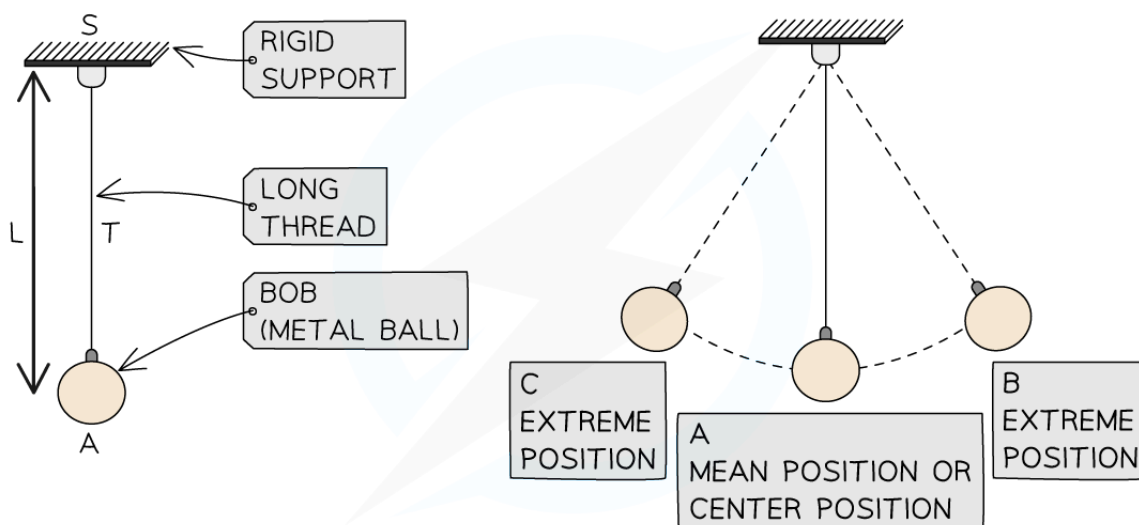 S
RIGID
SUPPORT
L
T
LONG
THREAD
BOB
(METAL BALL)
A
C
EXTREME
POSITION
A
MEAN POSITION OR
CENTER POSITION
B
EXTREME
POSITION